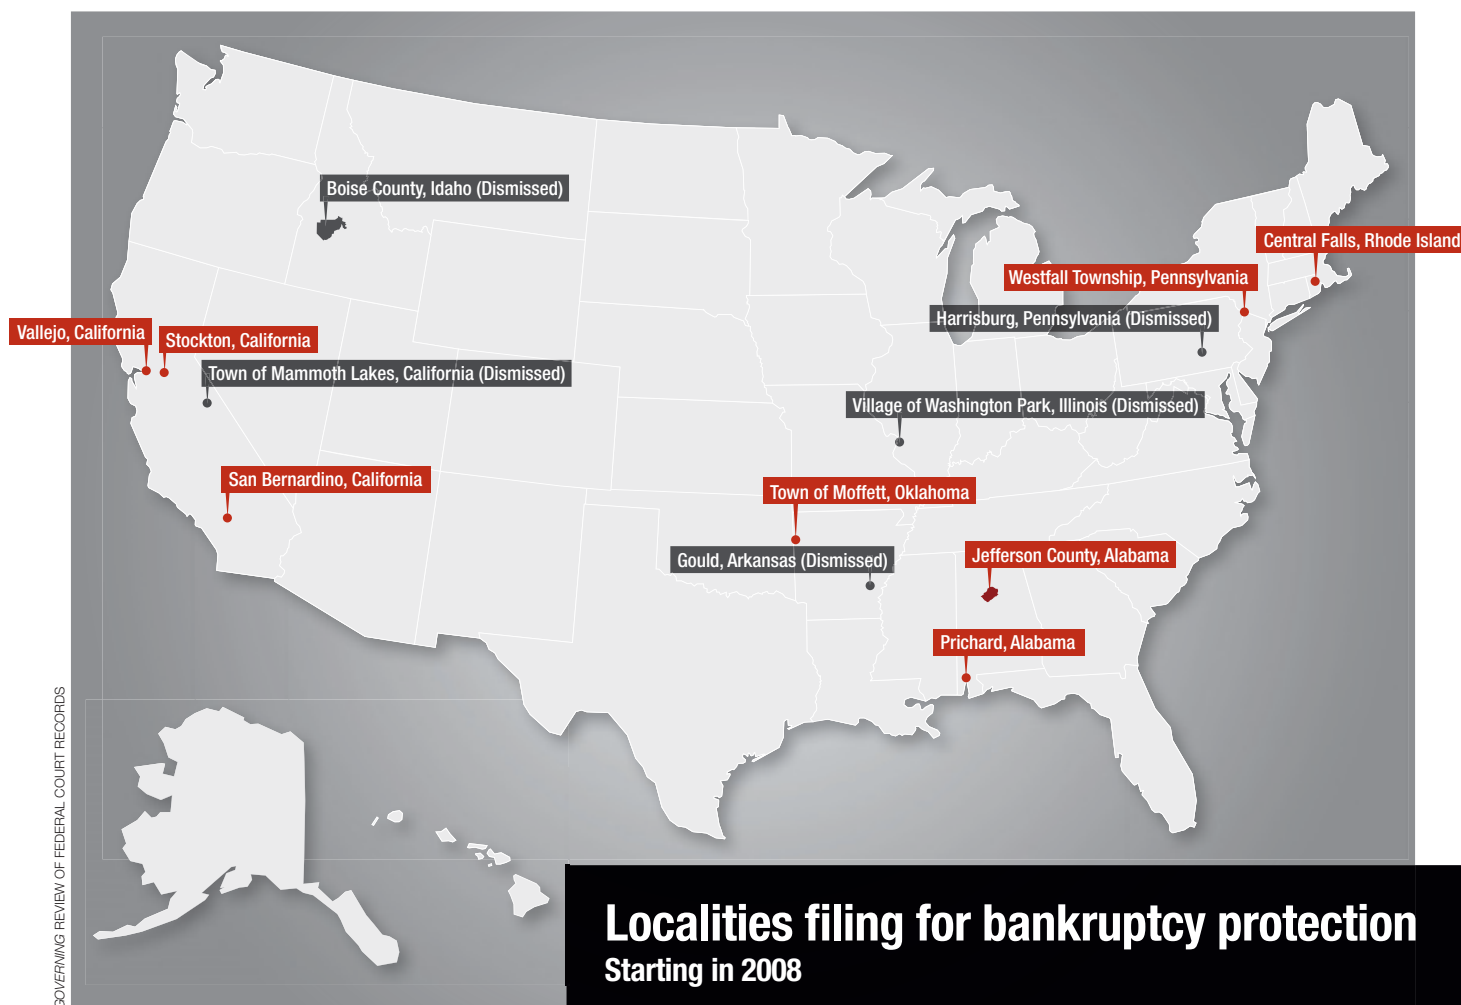 Boise County, Idaho (Dismissed)
Central Falls, Rhode Island
Westfall Township, Pennsylvania
Harrisburg, Pennsylvania (Dismissed)
Vallejo, California
Stockton, California
Town of Mammoth Lakes, California (Dismissed)
Village of Washington Park, Illinois (Dismissed)
San Bernardino, California
Town of Moffett, Oklahoma
Gould, Arkansas (Dismissed)
Jefferson County, Alabama
Prichard, Alabama
GOVERNING REVIEW OF FEDERAL COURT RECORDS
Localities filing for bankruptcy protection
Starting in 2008